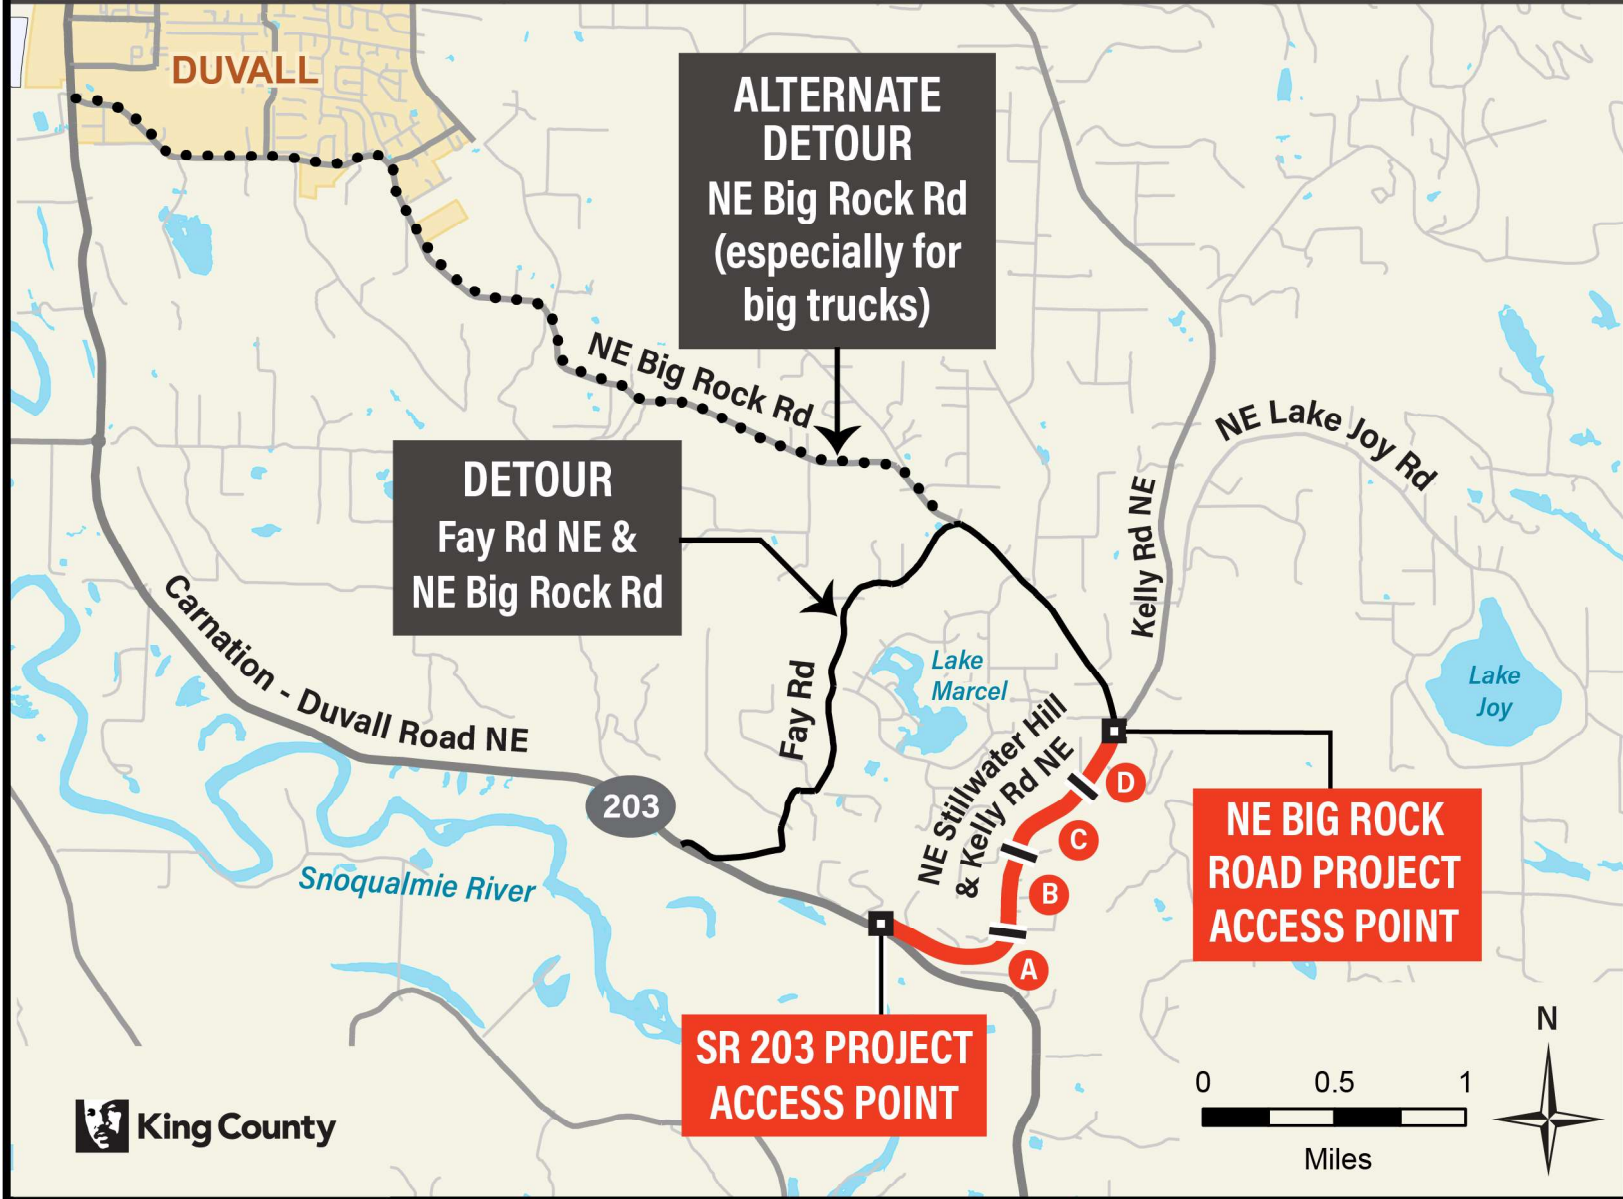 DUVALL
ALTERNATE
DETOUR
NE Big Rock Rd
(especially for
big trucks)
NE Big Rock Rd
NE Lake Joy Rd
DETOUR
Fay Rd NE &
NE Big Rock Rd
Kelly Rd NE
Carnation - Duvall Road NE
Lake
Marcel
Lake
Joy
Fay Rd
NE Stillwater Hill
& Kelly Rd NE
D
203
C
B
A
NE BIG ROCK
ROAD PROJECT
ACCESS POINT
Snoqualmie River
SR 203 PROJECT
ACCESS POINT
N
0 0.5 1
Miles
King County